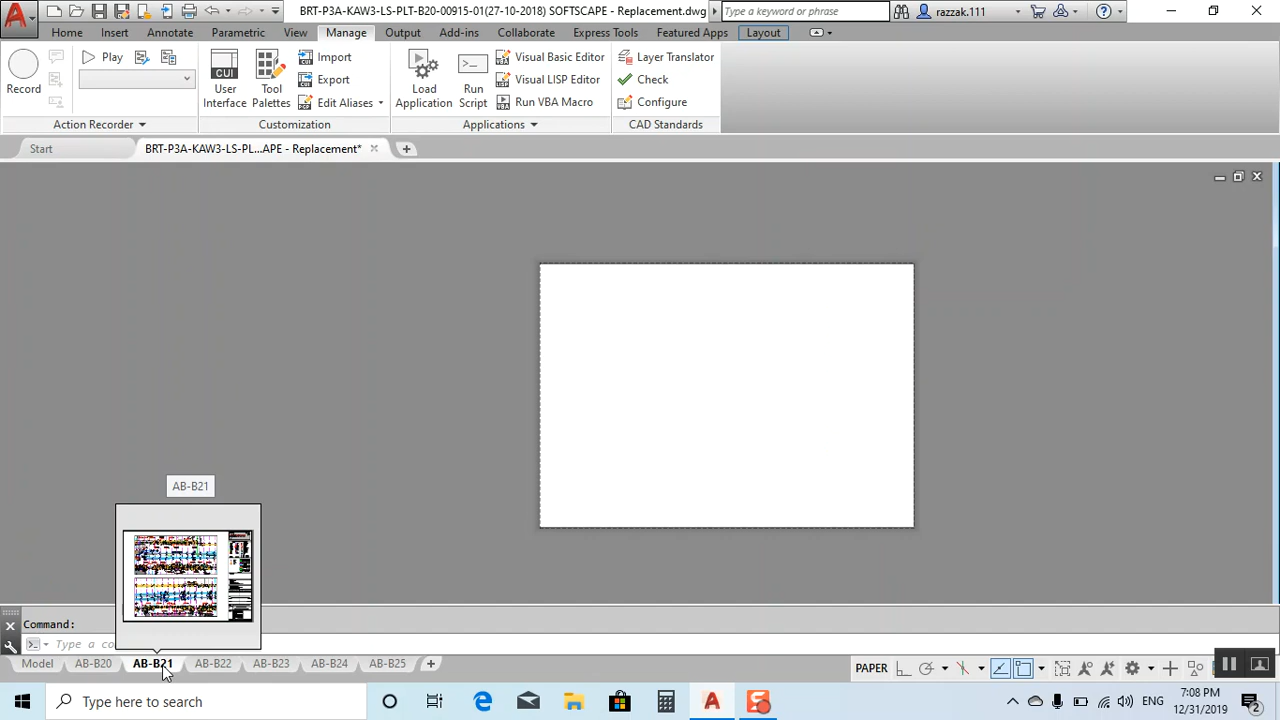 BRT-P3A-KAW3-LS-PLT-B20-00915-01(27-10-2018) SOFTSCAPE - Replacement.dwg
Type a keyword or phrase
razzak.111
Home Insert Annotate Parametric View Manage Output Add-ins Collaborate Express Tools Featured Apps Layout
Record
Play
Action Recorder
CUI
User Interface
Tool Palettes
Import
Export
Edit Aliases
Customization
Load Application
Run Script
Visual Basic Editor
Visual LISP Editor
Run VBA Macro
Applications
Layer Translator
Check
Configure
CAD Standards
Start
BRT-P3A-KAW3-LS-PL...APE - Replacement*
AB-B21
Command:
Type a co
Model AB-B20 AB-B21 AB-B22 AB-B23 AB-B24 AB-B25
PAPER
Type here to search
ENG
7:08 PM
12/31/2019
2